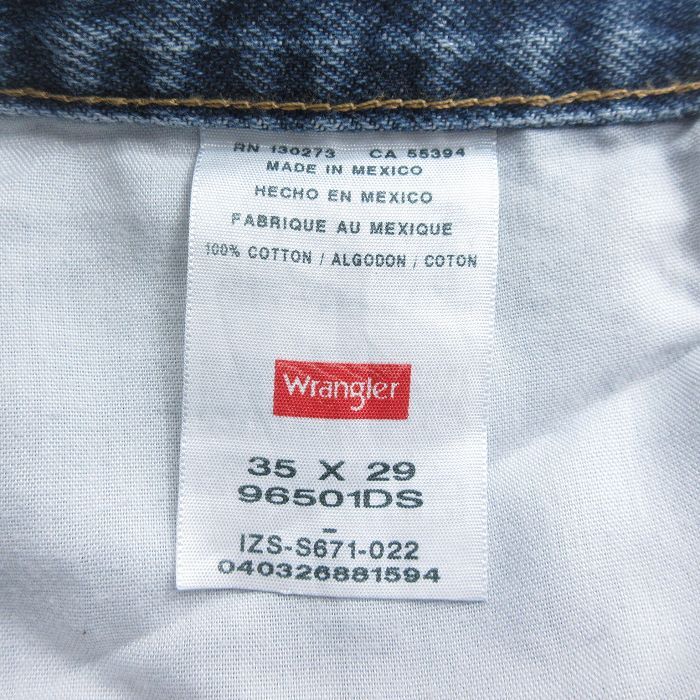 RN 130273 CA 55394
MADE IN MEXICO
HECHO EN MEXICO
FABRIQUE AU MEXIQUE
100% COTTON / ALGODON / COTON
Wrangler
35 X 29
96501DS
-
IZS-S671-022
040326881594